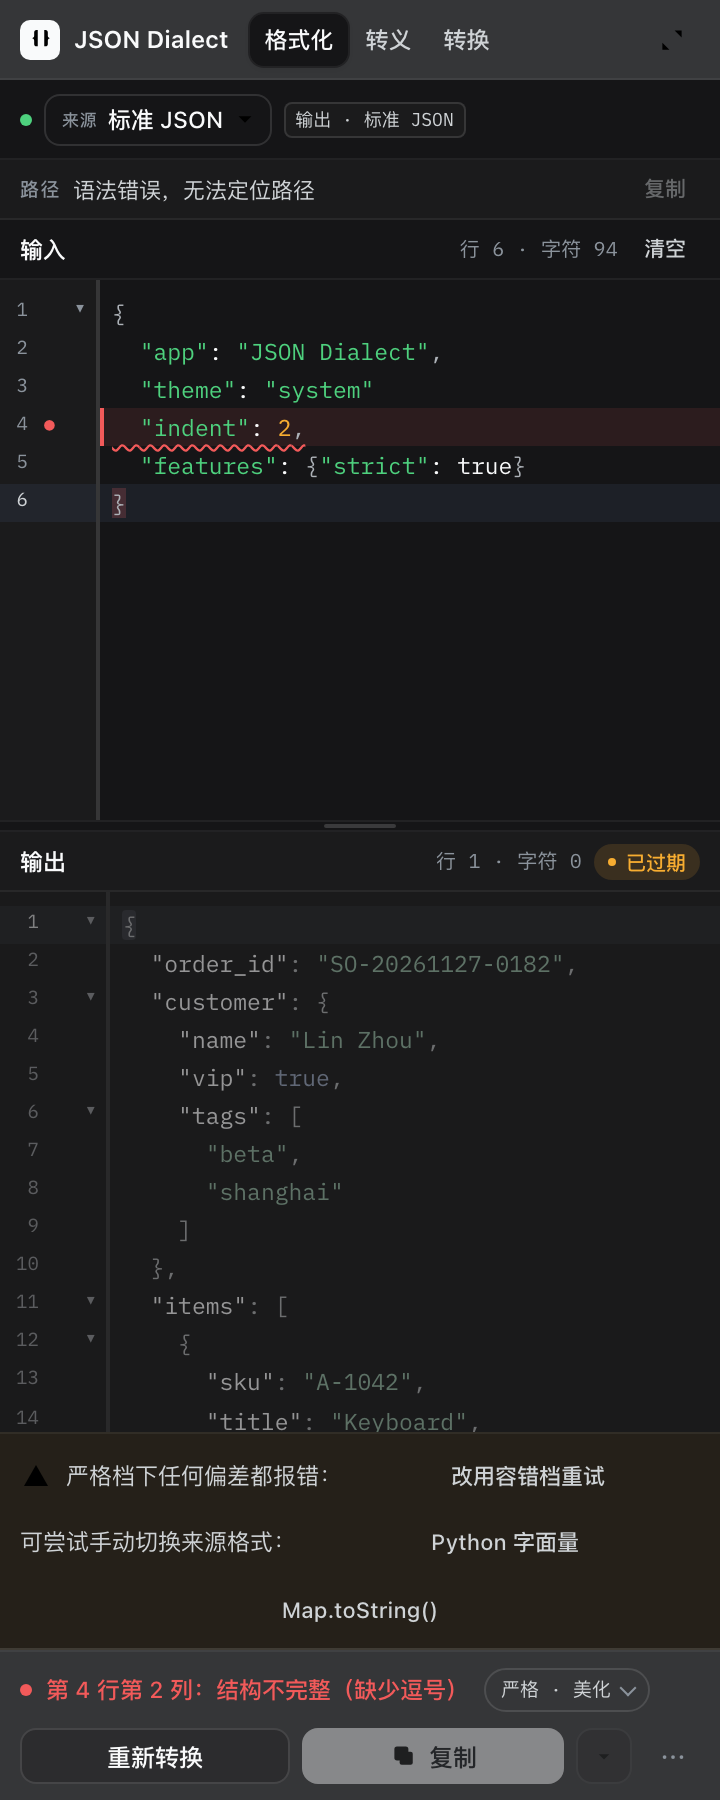 JSON Dialect 格式化 转义 转换
来源 标准 JSON 输出 · 标准 JSON
路径 语法错误，无法定位路径 复制
输入 行 6 · 字符 94 清空
1 {
2 "app": "JSON Dialect",
3 "theme": "system"
4 "indent": 2,
5 "features": {"strict": true}
6 }
输出 行 1 · 字符 0 已过期
1 {
2 "order_id": "SO-20261127-0182",
3 "customer": {
4 "name": "Lin Zhou",
5 "vip": true,
6 "tags": [
7 "beta",
8 "shanghai"
9 ]
10 },
11 "items": [
12 {
13 "sku": "A-1042",
14 "title": "Keyboard",
严格档下任何偏差都报错： 改用容错档重试
可尝试手动切换来源格式： Python 字面量
Map.toString()
第 4 行第 2 列：结构不完整（缺少逗号） 严格 · 美化
重新转换 复制